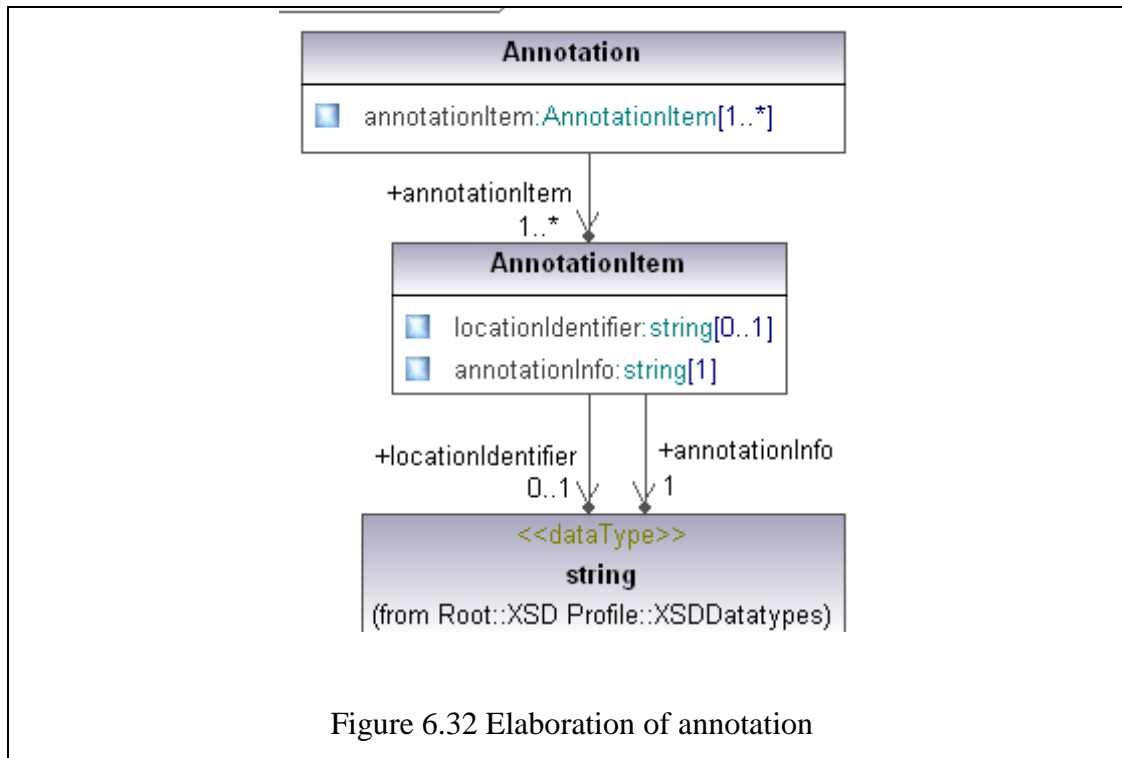 Annotation
annotationItem:AnnotationItem[1..*]
+annotationItem
1..*
AnnotationItem
locationIdentifier:string[0..1]
annotationInfo:string[1]
+locationIdentifier
0..1
+annotationInfo
1
<<dataType>>
string
(from Root::XSD Profile::XSDDatatypes)
Figure 6.32 Elaboration of annotation